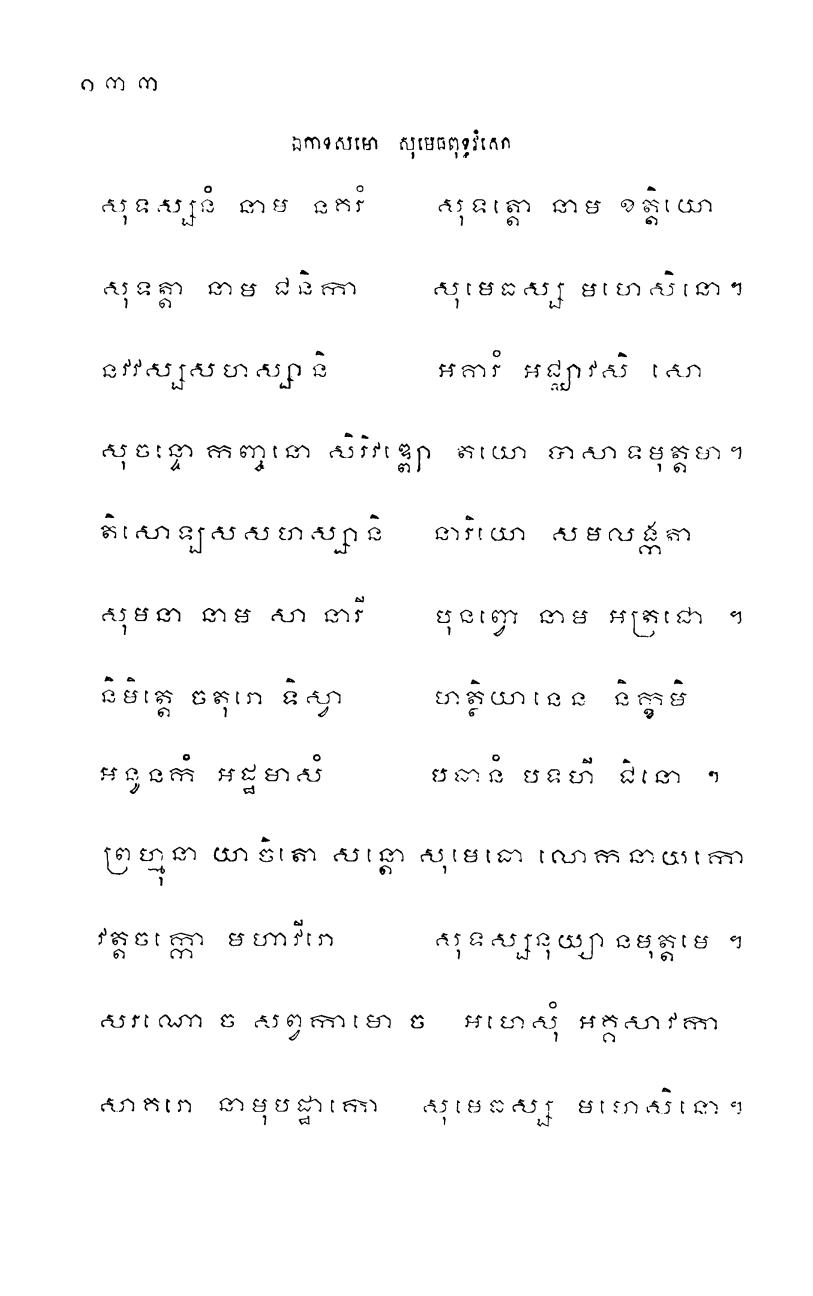 ១៣៣
ឯកាទសមោ សុមេធពុទ្ធវំសោ
សុទស្សនំ នាម នករំ សុទត្តោ នាម ខត្តិយោ
សុទត្តា នាម ជនិកា សុមេធស្ស មហេសិនោ។
នវវស្សសហស្សានិ អគារំ អជ្ឈាវសិ សោ
សុចន្ទោ កញ្ចនោ សិរិវឌ្ឍោ តយោ បាសាទមុត្តមា។
តិសោឡសសហស្សានិ នារិយោ សមលង្កតា
សុមនា នាម សា នារី បុនព្វោ នាម អត្រជោ ។
និមិត្តេ ចតុរោ ទិស្វា ហត្ថិយានេន និក្ខមិ
អនូនកំ អដ្ឋមាសំ បធានំ បទហី ជិនោ ។
ព្រហ្មុនា យាចិតោ សន្តោ សុមេធោ លោកនាយកោ
វត្តចក្កោ មហាវីរោ សុទស្សនុយ្យានមុត្តមេ ។
សរណោ ច សព្វកាមោ ច អហេសុំ អគ្គសាវកា
សាគរោ នាមុបដ្ឋាកោ សុមេធស្ស មហេសិនោ។